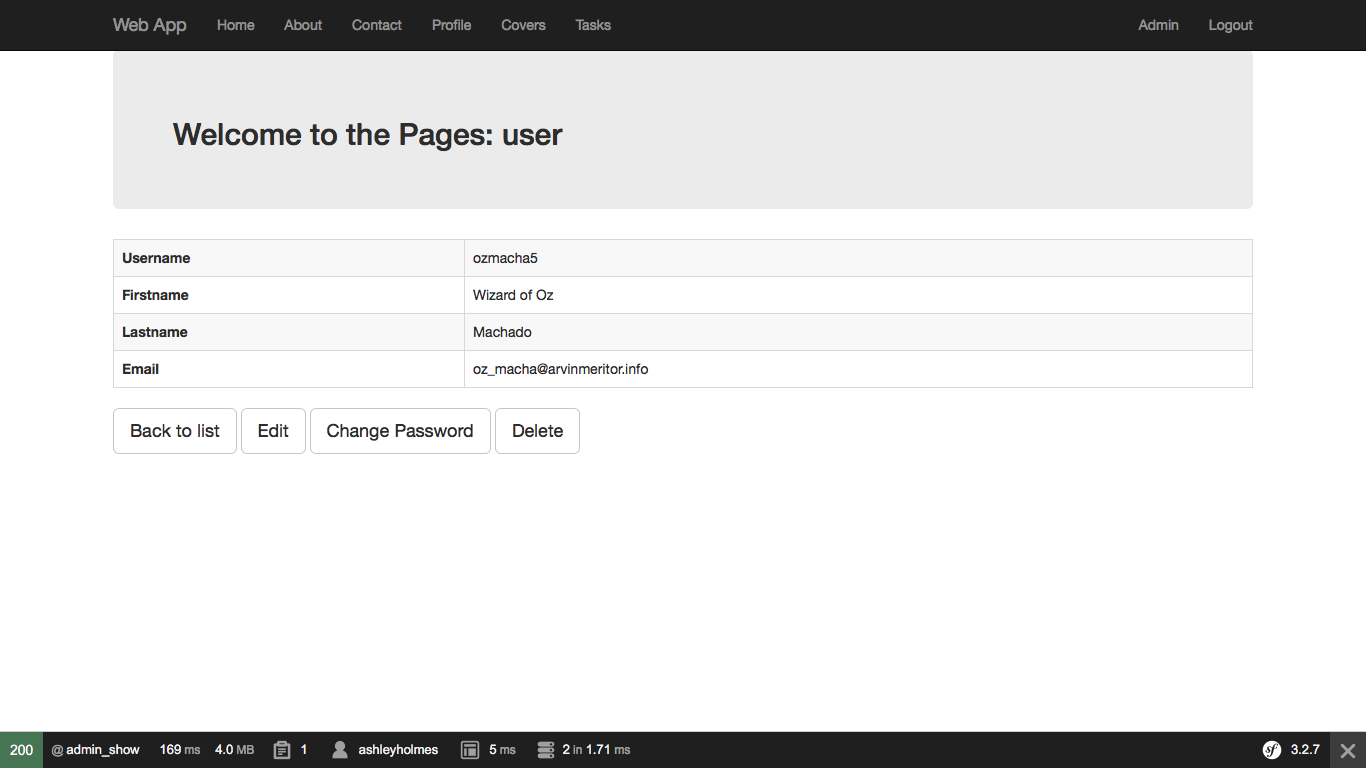 Web App Home About Contact Profile Covers Tasks Admin Logout
Welcome to the Pages: user
Username ozmacha5
Firstname Wizard of Oz
Lastname Machado
Email oz_macha@arvinmeritor.info
Back to list Edit Change Password Delete
200 @ admin_show 169 ms 4.0 MB 1 ashleyholmes 5 ms 2 in 1.71 ms sf 3.2.7